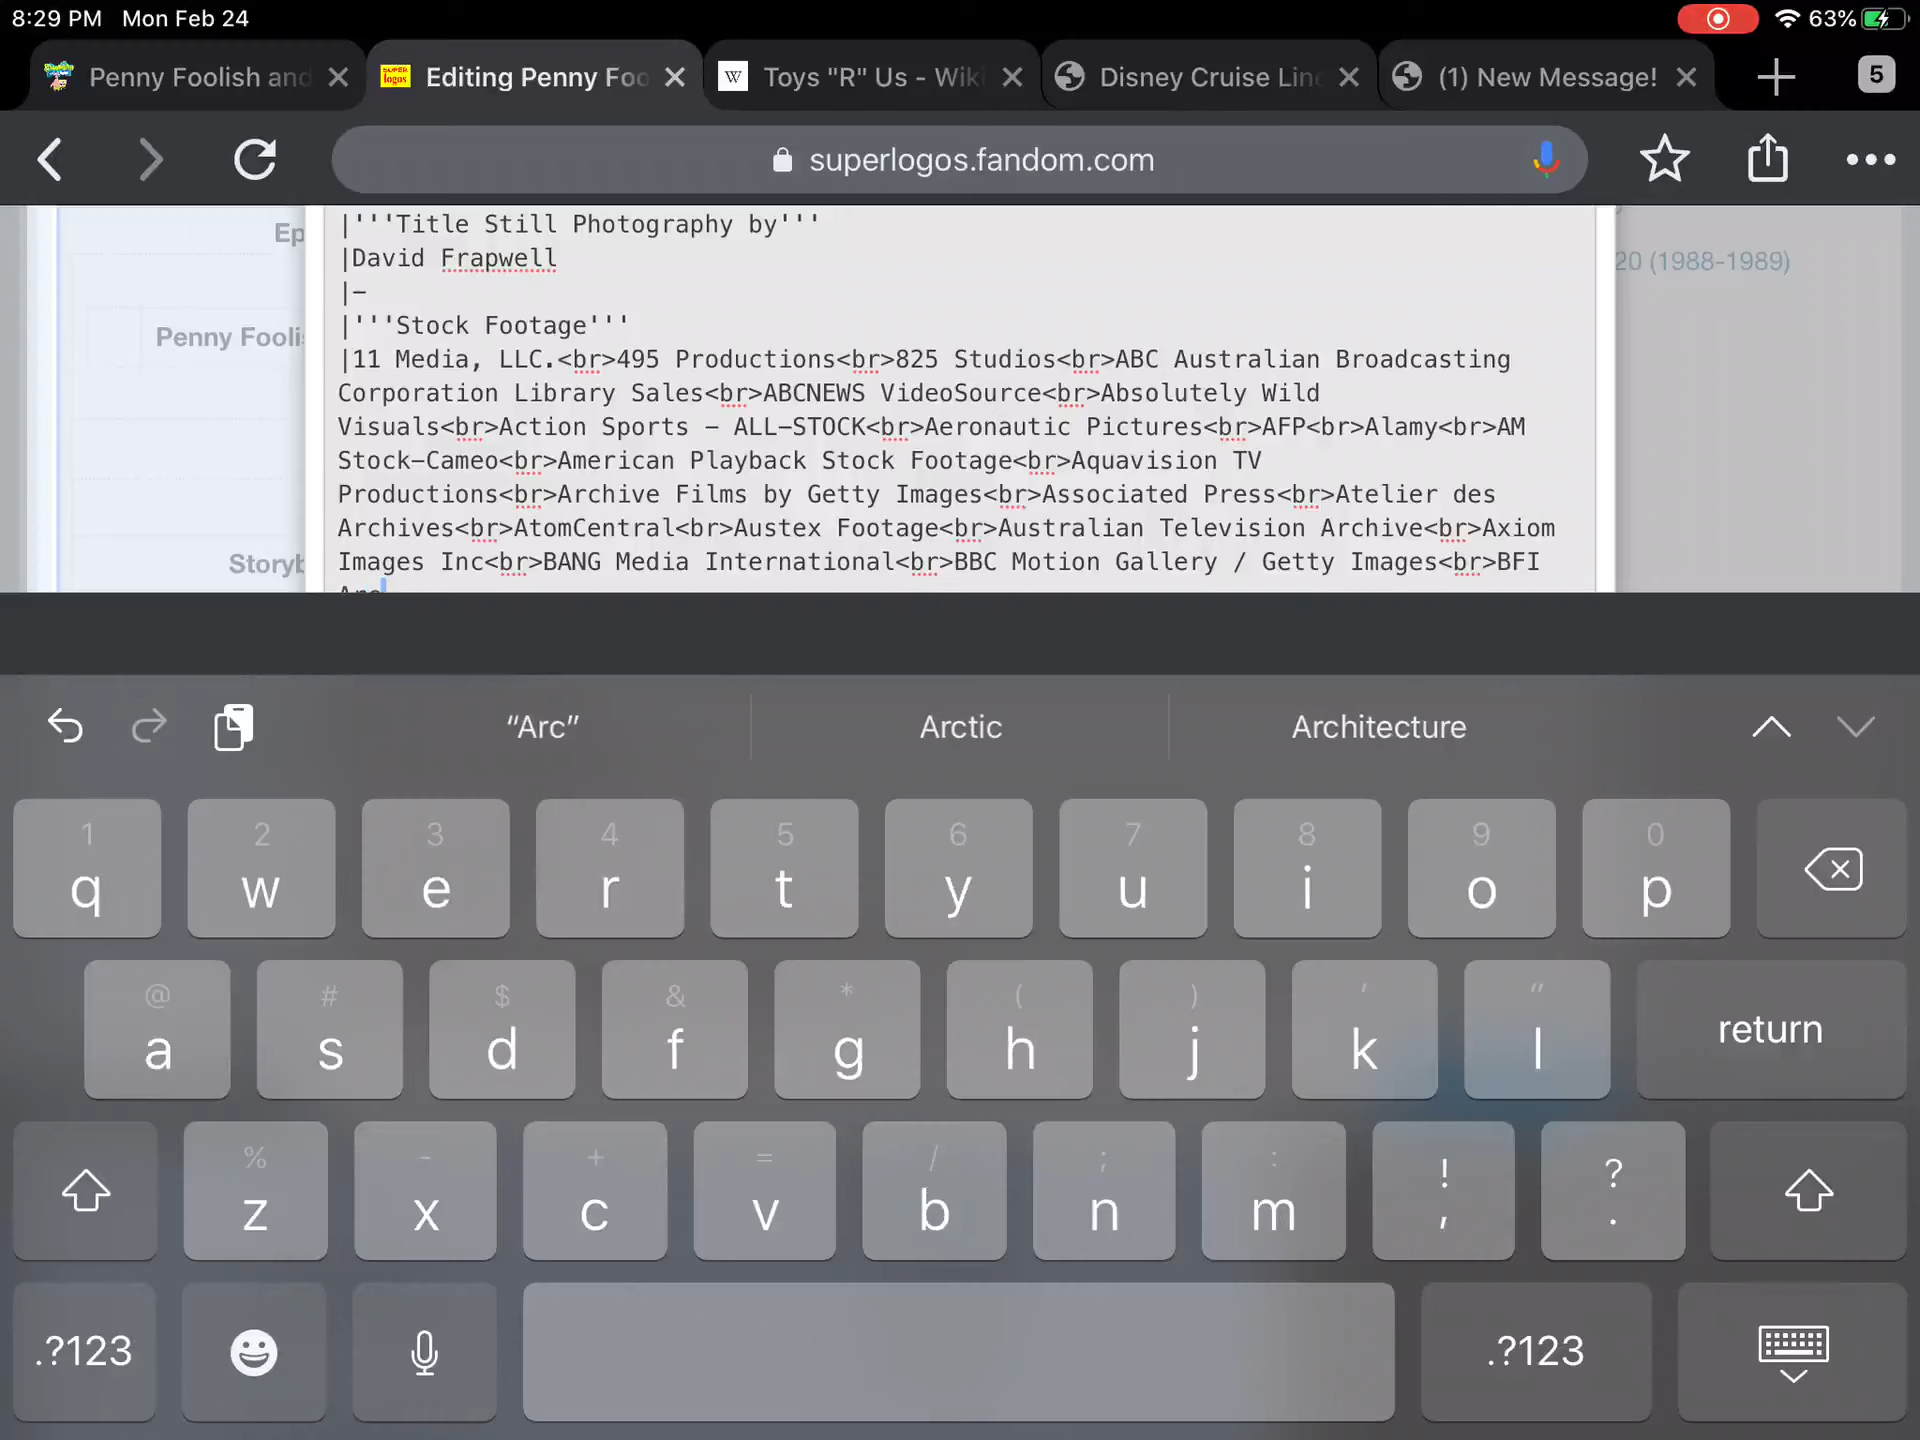 8:29 PM Mon Feb 24 63%
Penny Foolish and Editing Penny Foo W Toys "R" Us - Wiki Disney Cruise Line (1) New Message! 5
superlogos.fandom.com
|'''Title Still Photography by'''
Ep
|David Frapwell
20 (1988-1989)
|-
|'''Stock Footage'''
Penny Fooli
|11 Media, LLC.<br>495 Productions<br>825 Studios<br>ABC Australian Broadcasting
Corporation Library Sales<br>ABCNEWS VideoSource<br>Absolutely Wild
Visuals<br>Action Sports - ALL-STOCK<br>Aeronautic Pictures<br>AFP<br>Alamy<br>AM
Stock-Cameo<br>American Playback Stock Footage<br>Aquavision TV
Productions<br>Archive Films by Getty Images<br>Associated Press<br>Atelier des
Archives<br>AtomCentral<br>Austex Footage<br>Australian Television Archive<br>Axiom
Images Inc<br>BANG Media International<br>BBC Motion Gallery / Getty Images<br>BFI
Storyb
Arc
“Arc” Arctic Architecture
1 2 3 4 5 6 7 8 9 0
q w e r t y u i o p
@ # $ & * ( ) ' "
a s d f g h j k l return
% - + = / ; : ! ?
z x c v b n m , .
.?123 .?123